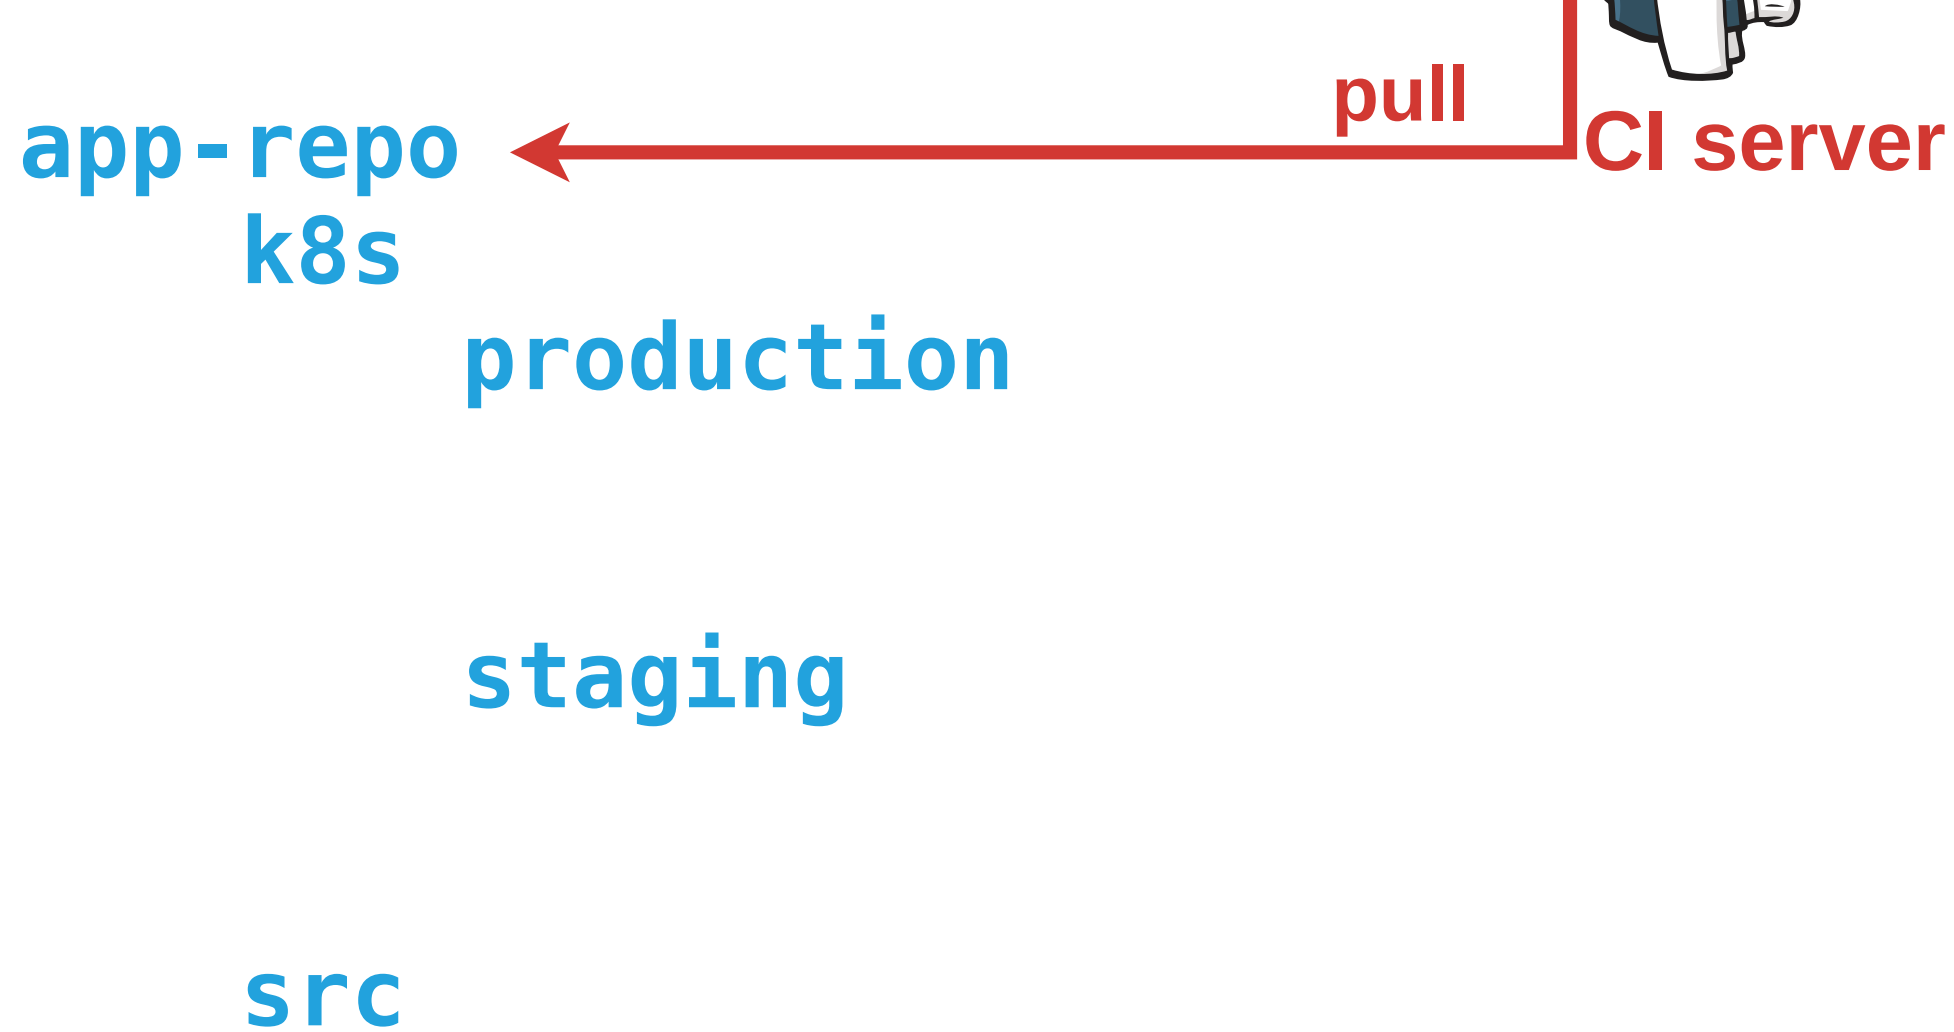 pull
app-repo
CI server
k8s
production
staging
src